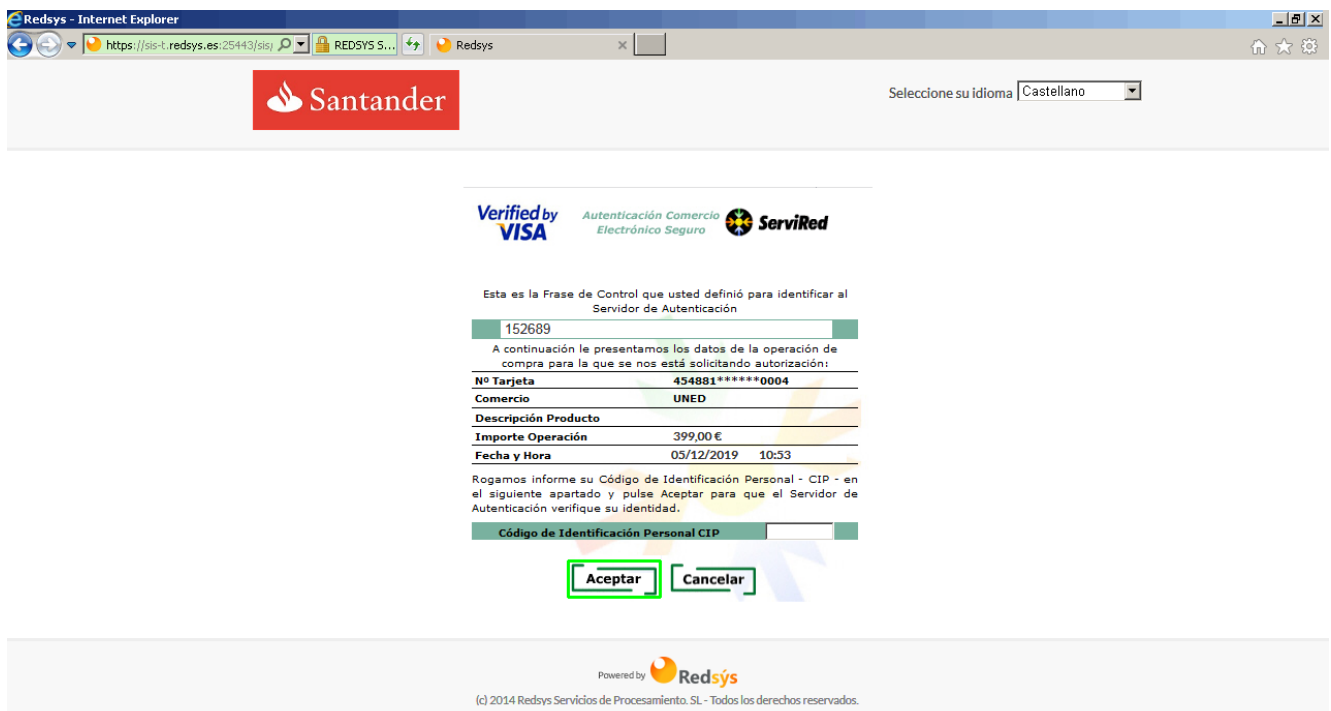 Redsys - Internet Explorer
https://sis-t.redsys.es:25443/sis/ REDSYS S... Redsys
Santander
Seleccione su idioma Castellano
Verified by
VISA
Autenticación Comercio
Electrónico Seguro
ServiRed
Esta es la Frase de Control que usted definió para identificar al
Servidor de Autenticación
152689
A continuación le presentamos los datos de la operación de
compra para la que se nos está solicitando autorización:
Nº Tarjeta 454881******0004
Comercio UNED
Descripción Producto
Importe Operación 399,00 €
Fecha y Hora 05/12/2019 10:53
Rogamos informe su Código de Identificación Personal - CIP - en
el siguiente apartado y pulse Aceptar para que el Servidor de
Autenticación verifique su identidad.
Código de Identificación Personal CIP
Aceptar Cancelar
Powered by Redsýs
(c) 2014 Redsys Servicios de Procesamiento. SL - Todos los derechos reservados.